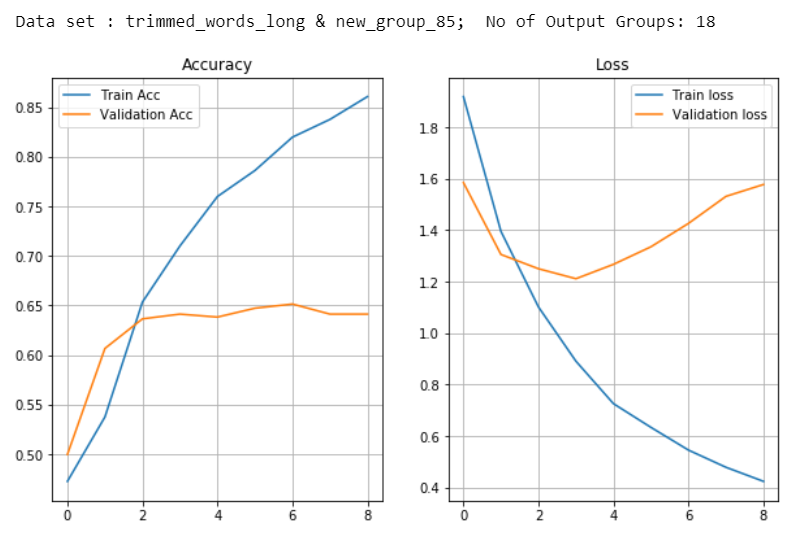 Data set : trimmed_words_long & new_group_85;  No of Output Groups: 18
Accuracy
Train Acc
Validation Acc
0.85
0.80
0.75
0.70
0.65
0.60
0.55
0.50
0 2 4 6 8
Loss
Train loss
Validation loss
1.8
1.6
1.4
1.2
1.0
0.8
0.6
0.4
0 2 4 6 8